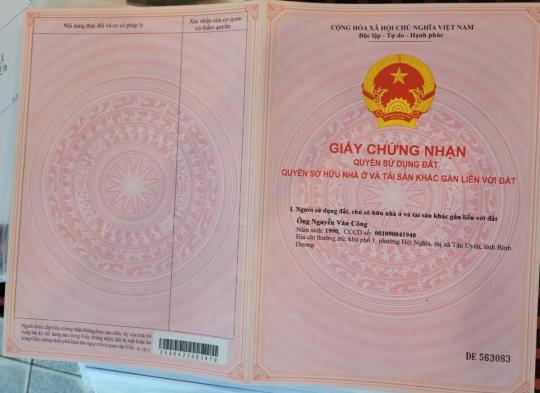 Nội dung thay đổi và cơ sở pháp lý
Xác nhận của cơ quan
có thẩm quyền
Người được cấp Giấy chứng nhận không được sửa chữa, tẩy xóa hoặc bổ
sung bất kỳ nội dung nào trong Giấy chứng nhận; khi bị mất hoặc hư
hỏng Giấy chứng nhận phải khai báo ngay với cơ quan cấp Giấy.
CỘNG HÒA XÃ HỘI CHỦ NGHĨA VIỆT NAM
Độc lập - Tự do - Hạnh phúc
GIẤY CHỨNG NHẬN
QUYỀN SỬ DỤNG ĐẤT
QUYỀN SỞ HỮU NHÀ Ở VÀ TÀI SẢN KHÁC GẮN LIỀN VỚI ĐẤT
I. Người sử dụng đất, chủ sở hữu nhà ở và tài sản khác gắn liền với đất
Ông Nguyễn Văn Công
Năm sinh: 1990, CCCD số: 001090041940
Địa chỉ thường trú: khu phố 1, phường Hội Nghĩa, thị xã Tân Uyên, tỉnh Bình
Dương
DE 563083